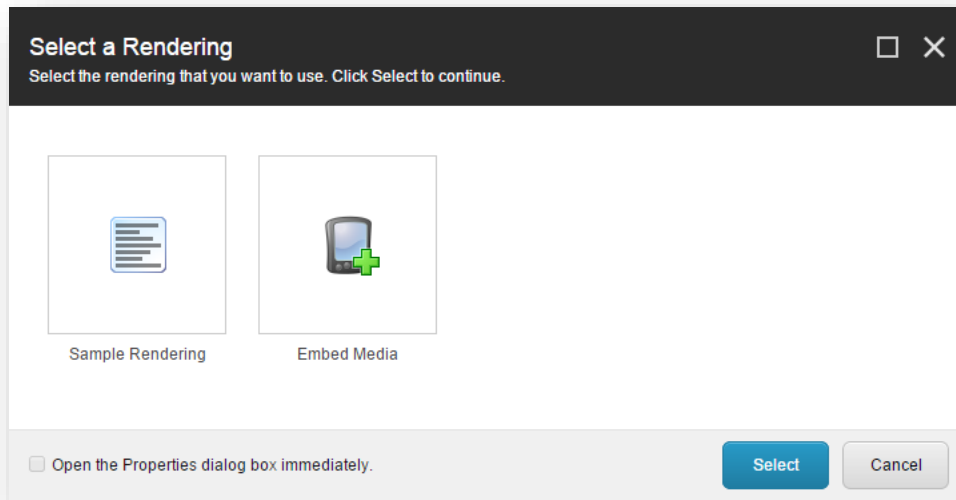 Select a Rendering
Select the rendering that you want to use. Click Select to continue.
Sample Rendering
Embed Media
Open the Properties dialog box immediately.
Select
Cancel